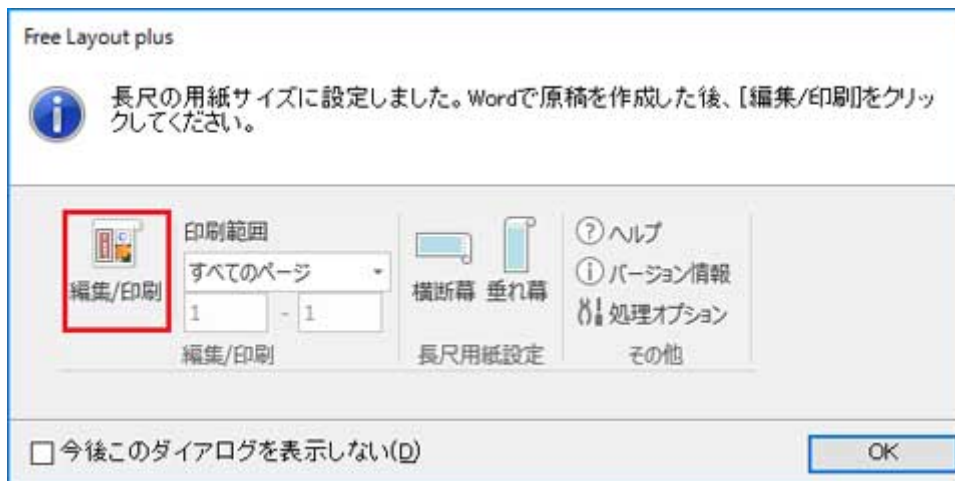 Free Layout plus
長尺の用紙サイズに設定しました。Wordで原稿を作成した後、[編集/印刷]をクリッ
クしてください。
編集/印刷
印刷範囲
すべてのページ
1 - 1
編集/印刷
横断幕 垂れ幕
長尺用紙設定
ヘルプ
バージョン情報
処理オプション
その他
今後このダイアログを表示しない(D)
OK